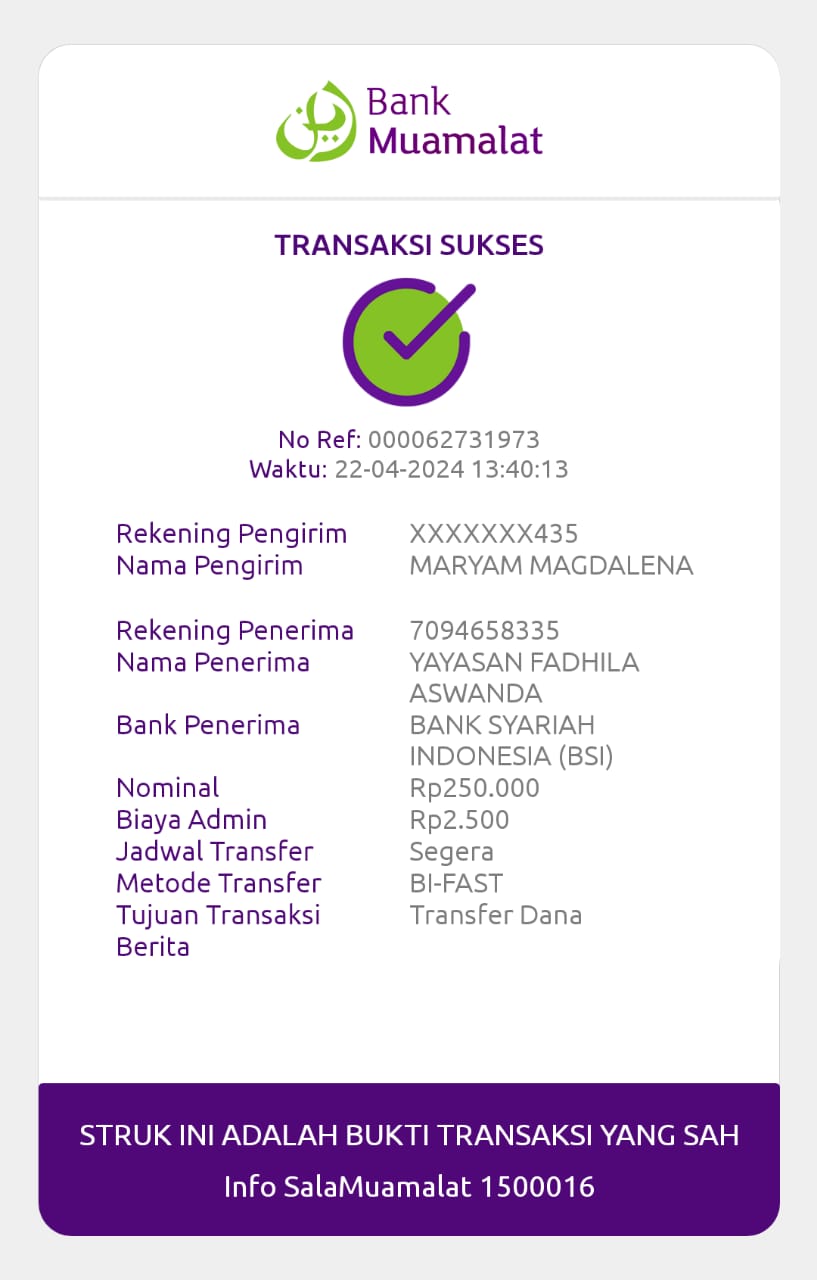 Bank
Muamalat
TRANSAKSI SUKSES
No Ref: 000062731973
Waktu: 22-04-2024 13:40:13
Rekening Pengirim XXXXXXX435
Nama Pengirim MARYAM MAGDALENA
Rekening Penerima 7094658335
Nama Penerima YAYASAN FADHILA
ASWANDA
Bank Penerima BANK SYARIAH
INDONESIA (BSI)
Nominal Rp250.000
Biaya Admin Rp2.500
Jadwal Transfer Segera
Metode Transfer BI-FAST
Tujuan Transaksi Transfer Dana
Berita
STRUK INI ADALAH BUKTI TRANSAKSI YANG SAH
Info SalaMuamalat 1500016